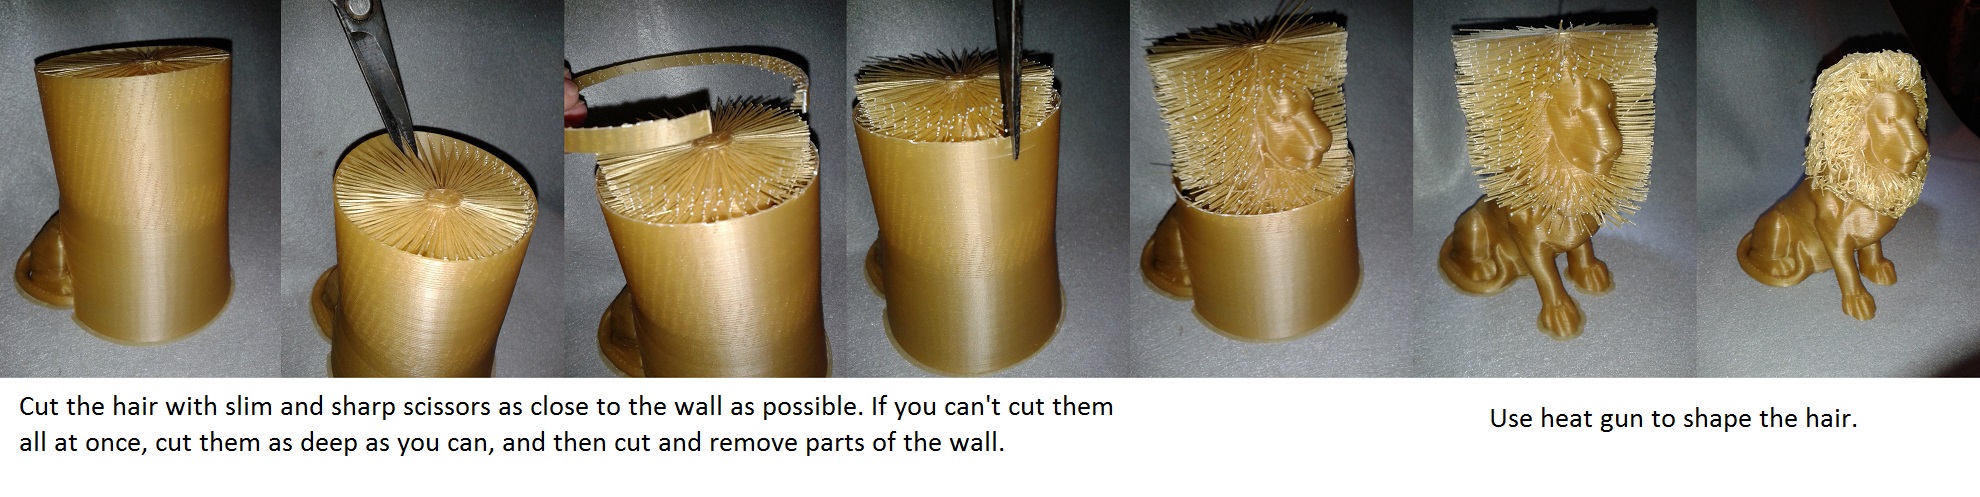 Cut the hair with slim and sharp scissors as close to the wall as possible. If you can't cut them
all at once, cut them as deep as you can, and then cut and remove parts of the wall.
Use heat gun to shape the hair.